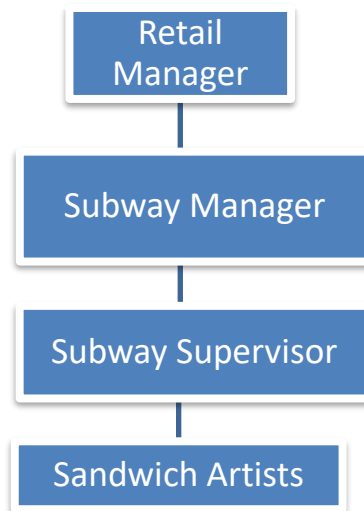 Retail
Manager
Subway Manager
Subway Supervisor
Sandwich Artists